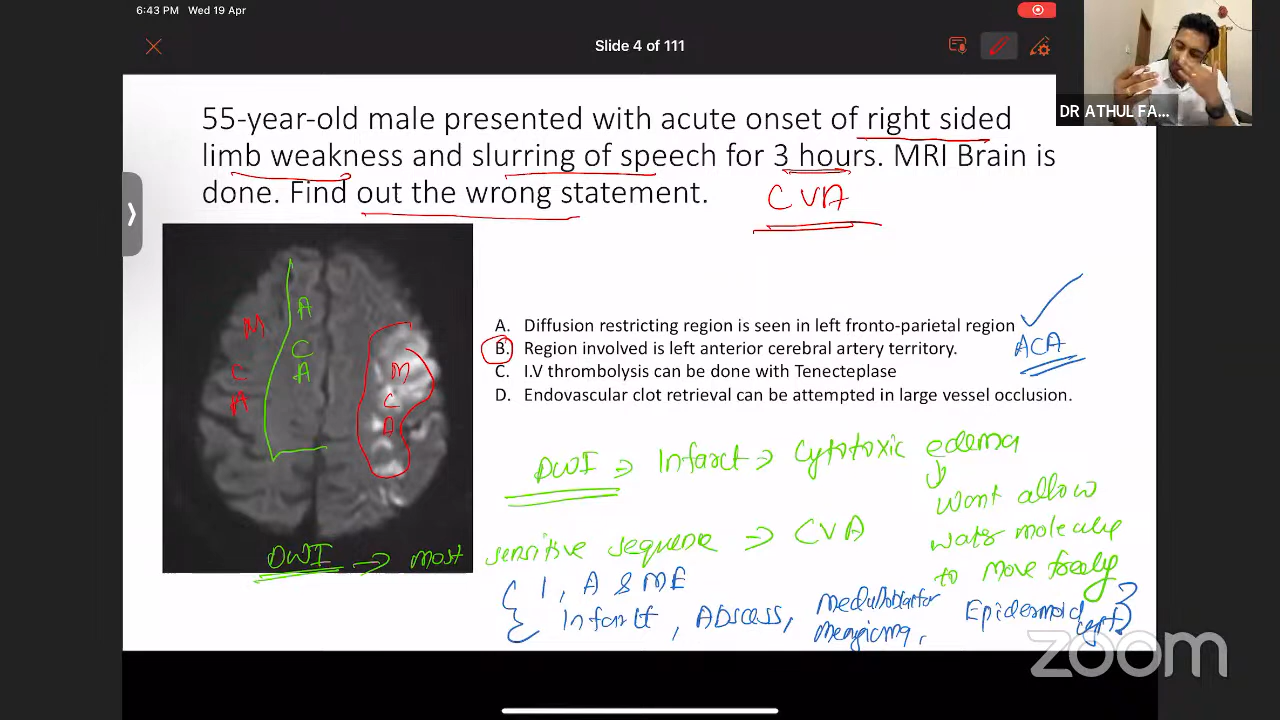 6:43 PM Wed 19 Apr
Slide 4 of 111
DR ATHUL FA...
55-year-old male presented with acute onset of right sided
limb weakness and slurring of speech for 3 hours. MRI Brain is
done. Find out the wrong statement.
CVA
A. Diffusion restricting region is seen in left fronto-parietal region
B. Region involved is left anterior cerebral artery territory.
ACA
C. I.V thrombolysis can be done with Tenecteplase
D. Endovascular clot retrieval can be attempted in large vessel occlusion.
MCA
ACA
MCA
DWI → Infarct → Cytotoxic edema
Wont allow
water molecule
to move freely
DWI → most sensitive sequence → CVA
{ I, A & ME
Infarct, Abscess, Medulloblastor
Meningioma,
Epidermoid cyst }
zoom